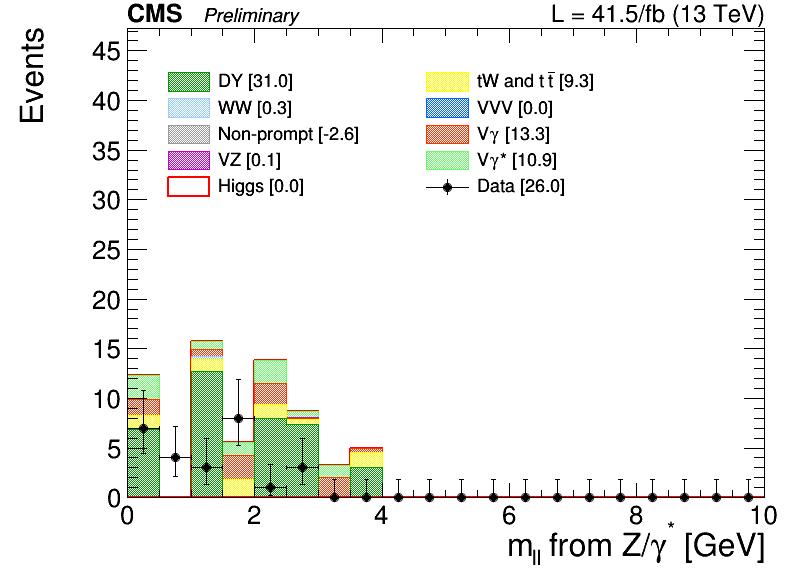 CMS Preliminary L = 41.5/fb (13 TeV)
Events
45
40
35
30
25
20
15
10
5
0
DY [31.0]
WW [0.3]
Non-prompt [-2.6]
VZ [0.1]
Higgs [0.0]
tW and tt̅ [9.3]
VVV [0.0]
Vγ [13.3]
Vγ* [10.9]
Data [26.0]
0 2 4 6 8 10
m_ll from Z/γ* [GeV]